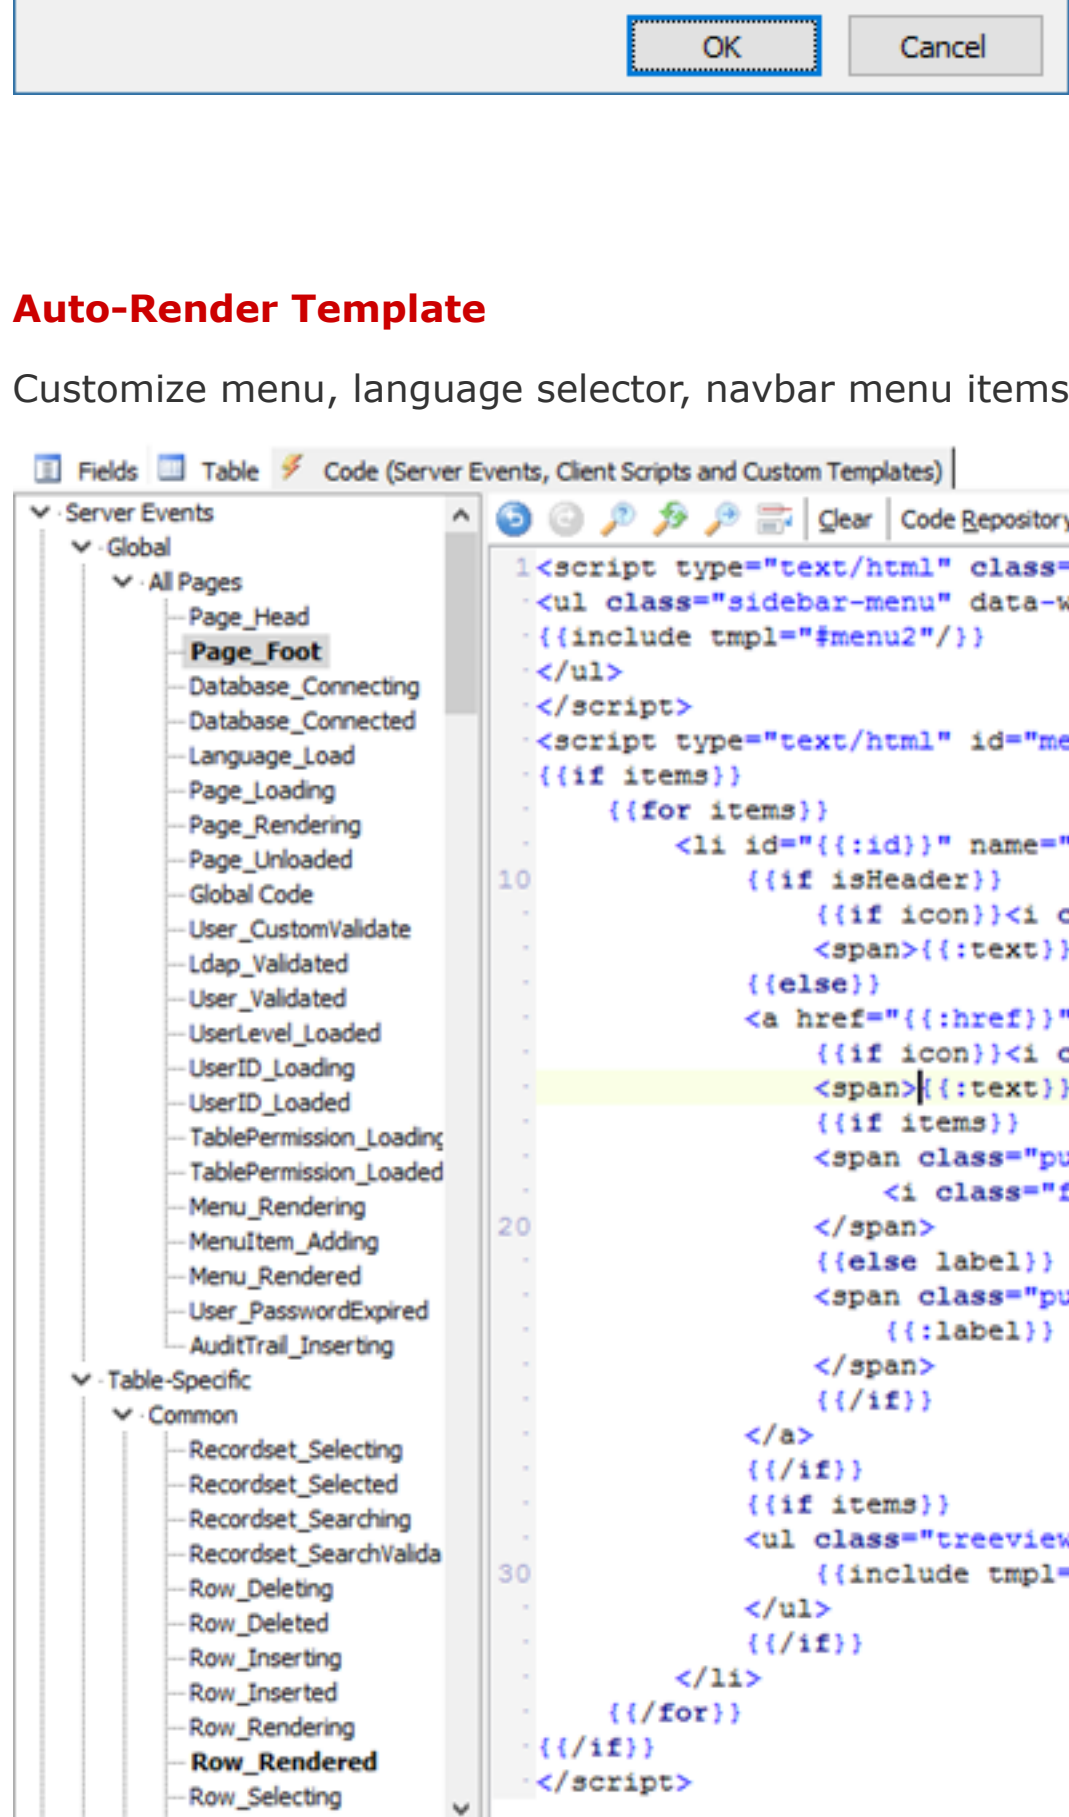 OK Cancel
Auto-Render Template
Customize menu, language selector, navbar menu items
Fields Table Code (Server Events, Client Scripts and Custom Templates)
Server Events
Global
All Pages
Page_Head
Page_Foot
Database_Connecting
Database_Connected
Language_Load
Page_Loading
Page_Rendering
Page_Unloaded
Global Code
User_CustomValidate
Ldap_Validated
User_Validated
UserLevel_Loaded
UserID_Loading
UserID_Loaded
TablePermission_Loading
TablePermission_Loaded
Menu_Rendering
MenuItem_Adding
Menu_Rendered
User_PasswordExpired
AuditTrail_Inserting
Table-Specific
Common
Recordset_Selecting
Recordset_Selected
Recordset_Searching
Recordset_SearchValida
Row_Deleting
Row_Deleted
Row_Inserting
Row_Inserted
Row_Rendering
Row_Rendered
Row_Selecting
Clear Code Repository
1 <script type="text/html" class=
<ul class="sidebar-menu" data-w
{{include tmpl="#menu2"/}}
</ul>
</script>
<script type="text/html" id="me
{{if items}}
{{for items}}
<li id="{{:id}}" name="
10 {{if isHeader}}
{{if icon}}<i c
<span>{{:text}}
{{else}}
<a href="{{:href}}"
{{if icon}}<i c
<span>{{:text}}
{{if items}}
<span class="pu
<i class="f
20 </span>
{{else label}}
<span class="pu
{{:label}}
</span>
{{/if}}
</a>
{{/if}}
{{if items}}
<ul class="treeview
30 {{include tmpl=
</ul>
{{/if}}
</li>
{{/for}}
{{/if}}
</script>